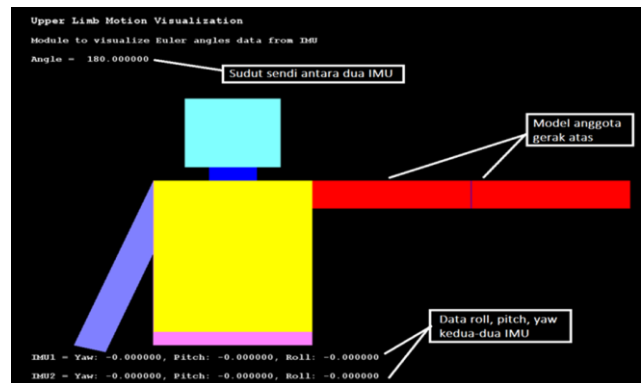 Upper Limb Motion Visualization
Module to visualize Euler angles data from IMU
Angle = 180.000000
Sudut sendi antara dua IMU
Model anggota
gerak atas
Data roll, pitch, yaw
kedua-dua IMU
IMU1 = Yaw: -0.000000, Pitch: -0.000000, Roll: -0.000000
IMU2 = Yaw: -0.000000, Pitch: -0.000000, Roll: -0.000000